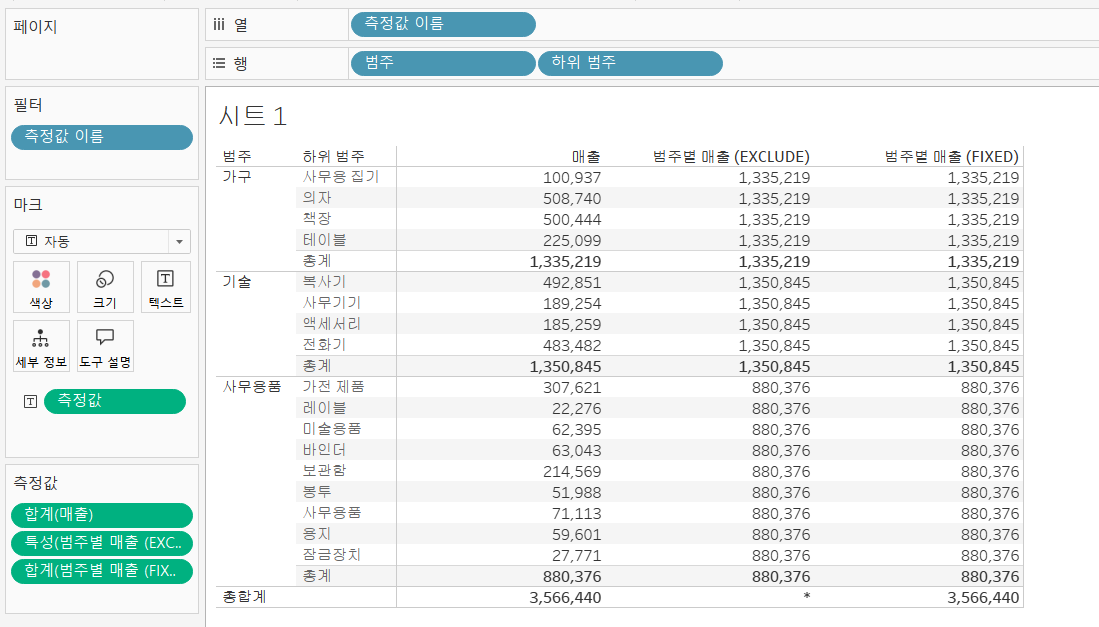 페이지
iii 열
측정값 이름
행
범주
하위 범주
필터
측정값 이름
마크
자동
색상
크기
텍스트
세부 정보
도구 설명
측정값
측정값
합계(매출)
특성(범주별 매출 (EXC..
합계(범주별 매출 (FIX..
시트 1
범주 하위 범주 매출 범주별 매출 (EXCLUDE) 범주별 매출 (FIXED)
가구 사무용 집기 100,937 1,335,219 1,335,219
의자 508,740 1,335,219 1,335,219
책장 500,444 1,335,219 1,335,219
테이블 225,099 1,335,219 1,335,219
총계 1,335,219 1,335,219 1,335,219
기술 복사기 492,851 1,350,845 1,350,845
사무기기 189,254 1,350,845 1,350,845
액세서리 185,259 1,350,845 1,350,845
전화기 483,482 1,350,845 1,350,845
총계 1,350,845 1,350,845 1,350,845
사무용품 가전 제품 307,621 880,376 880,376
레이블 22,276 880,376 880,376
미술용품 62,395 880,376 880,376
바인더 63,043 880,376 880,376
보관함 214,569 880,376 880,376
봉투 51,988 880,376 880,376
사무용품 71,113 880,376 880,376
용지 59,601 880,376 880,376
잠금장치 27,771 880,376 880,376
총계 880,376 880,376 880,376
총합계 3,566,440 * 3,566,440